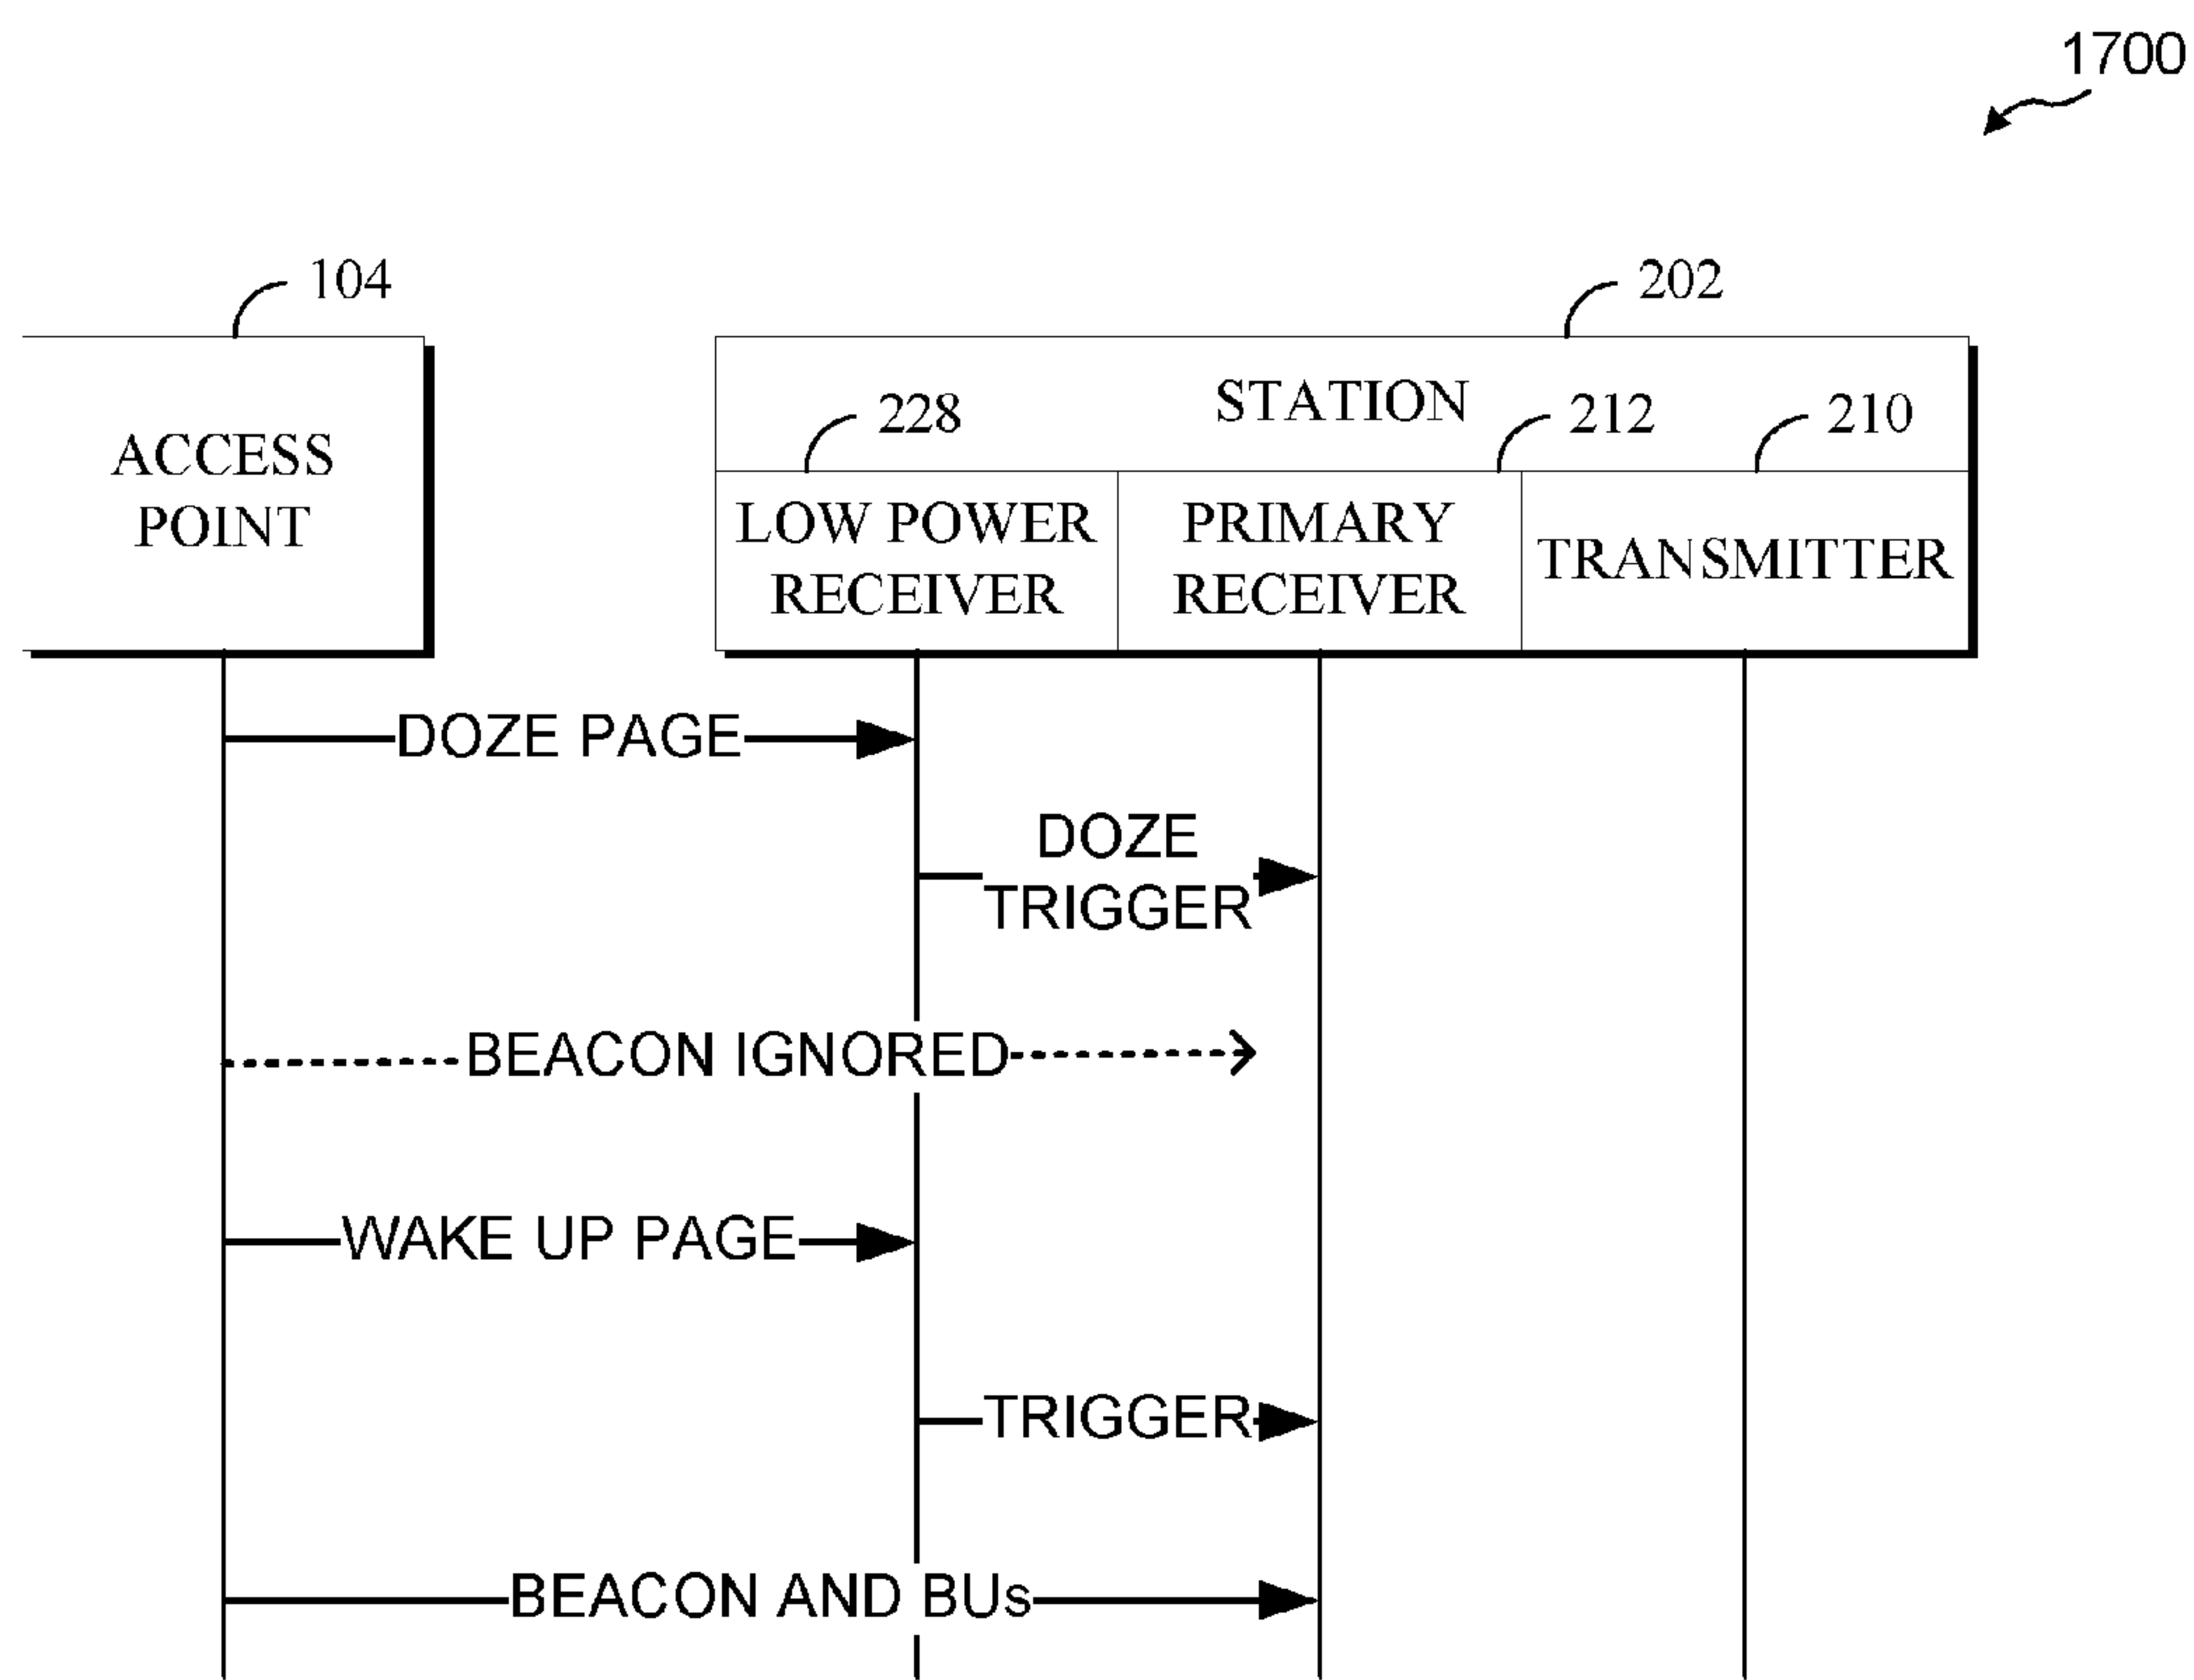 1700
104
202
STATION
228
212
210
ACCESS
POINT
LOW POWER
RECEIVER
PRIMARY
RECEIVER
TRANSMITTER
DOZE PAGE
DOZE
TRIGGER
BEACON IGNORED
WAKE UP PAGE
TRIGGER
BEACON AND BUs